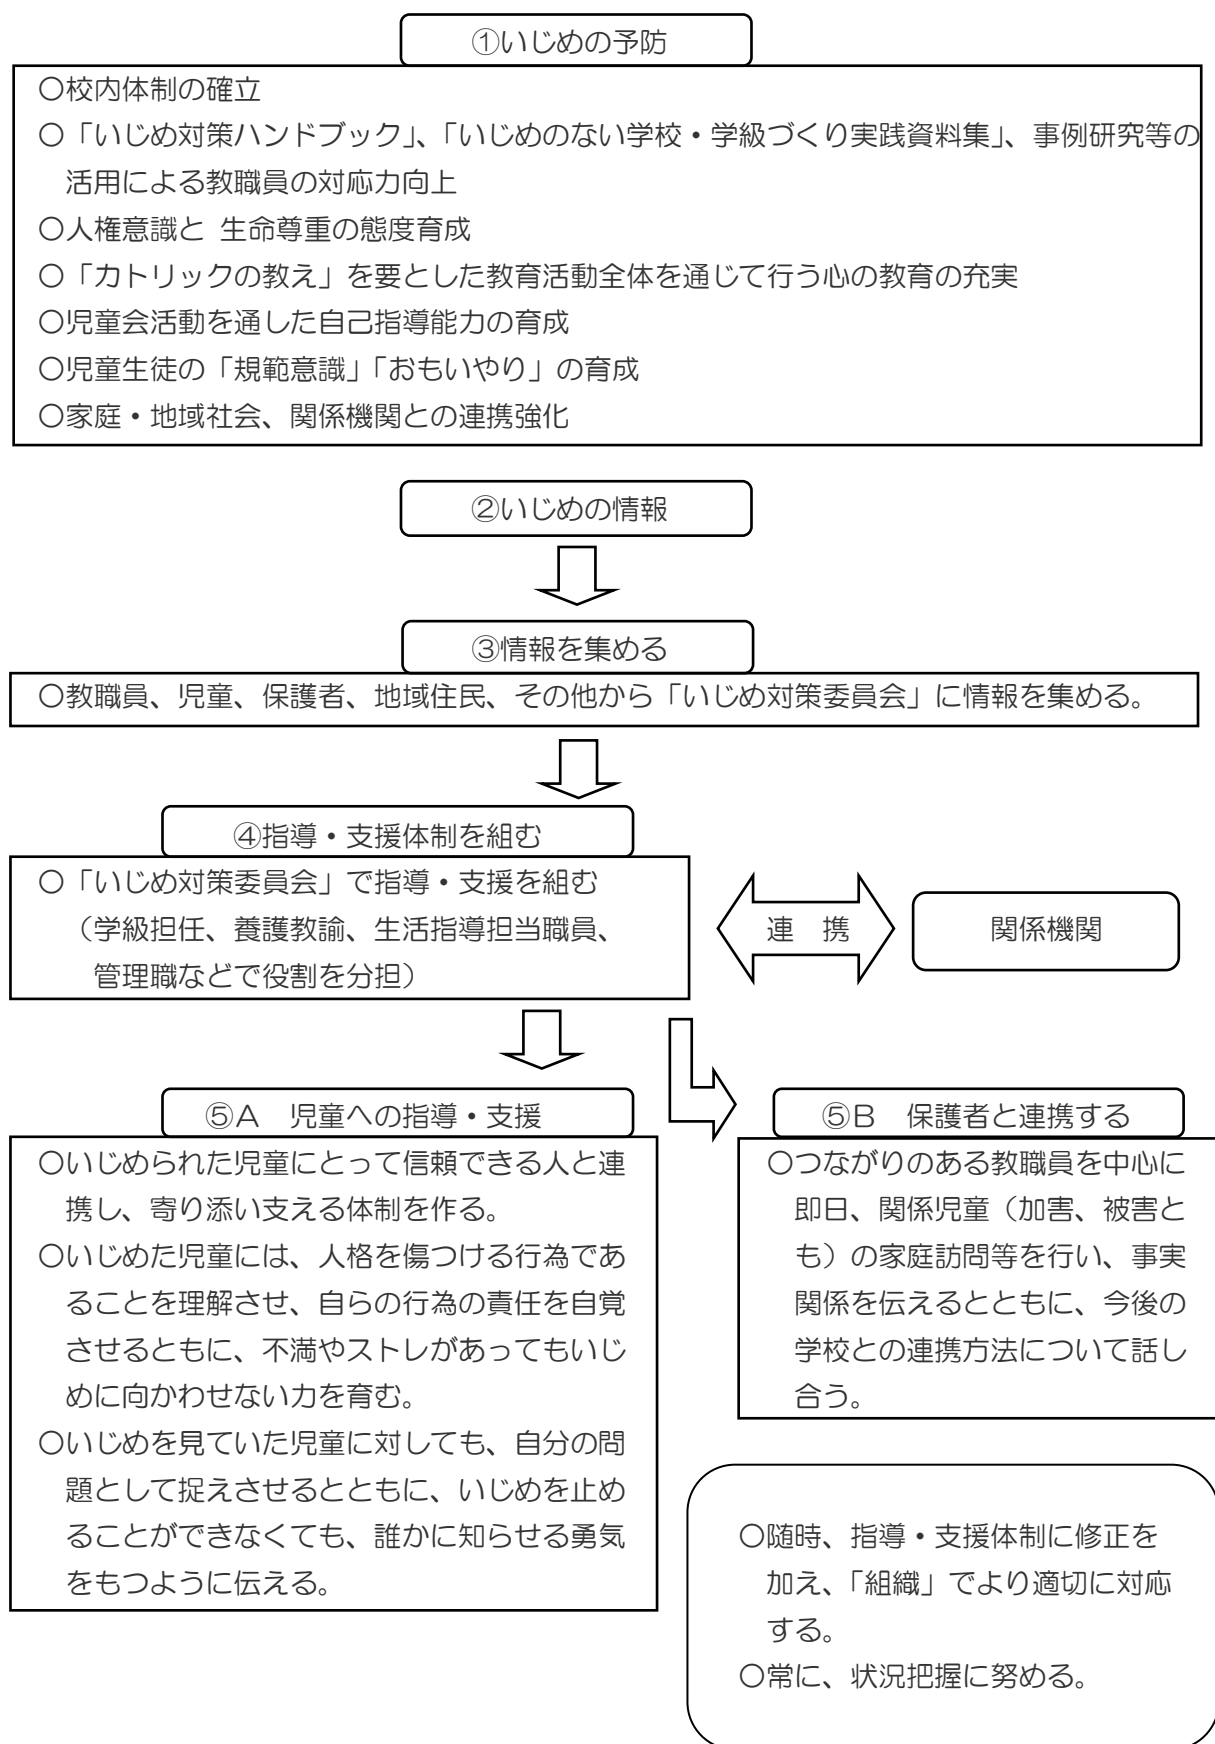 ①いじめの予防
〇校内体制の確立
〇「いじめ対策ハンドブック」、「いじめのない学校・学級づくり実践資料集」、事例研究等の
活用による教職員の対応力向上
〇人権意識と 生命尊重の態度育成
〇「カトリックの教え」を要とした教育活動全体を通じて行う心の教育の充実
〇児童会活動を通した自己指導能力の育成
〇児童生徒の「規範意識」「おもいやり」の育成
〇家庭・地域社会、関係機関との連携強化
②いじめの情報
③情報を集める
〇教職員、児童、保護者、地域住民、その他から「いじめ対策委員会」に情報を集める。
④指導・支援体制を組む
〇「いじめ対策委員会」で指導・支援を組む
（学級担任、養護教諭、生活指導担当職員、
管理職などで役割を分担）
連 携
関係機関
⑤A 児童への指導・支援
〇いじめられた児童にとって信頼できる人と連
携し、寄り添い支える体制を作る。
〇いじめた児童には、人格を傷つける行為であ
ることを理解させ、自らの行為の責任を自覚
させるともに、不満やストレがあってもいじ
めに向かわせない力を育む。
〇いじめを見ていた児童に対しても、自分の問
題として捉えさせるとともに、いじめを止め
ることができなくても、誰かに知らせる勇気
をもつように伝える。
⑤B 保護者と連携する
〇つながりのある教職員を中心に
即日、関係児童（加害、被害と
も）の家庭訪問等を行い、事実
関係を伝えるとともに、今後の
学校との連携方法について話し
合う。
〇随時、指導・支援体制に修正を
加え、「組織」でより適切に対応
する。
〇常に、状況把握に努める。